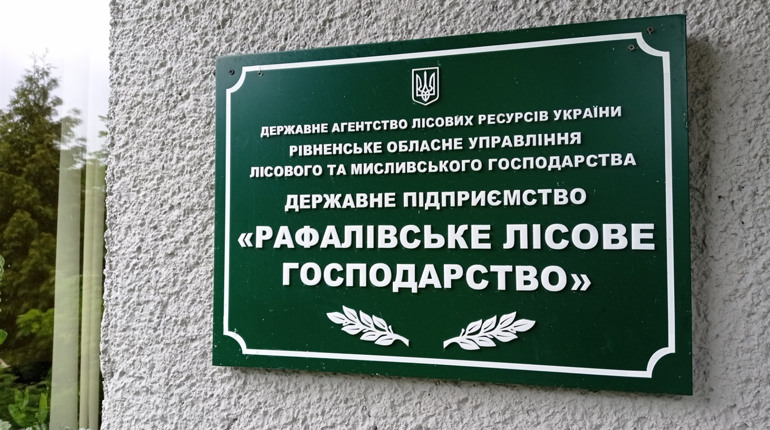 ДЕРЖАВНЕ АГЕНТСТВО ЛІСОВИХ РЕСУРСІВ УКРАЇНИ
РІВНЕНСЬКЕ ОБЛАСНЕ УПРАВЛІННЯ
ЛІСОВОГО ТА МИСЛИВСЬКОГО ГОСПОДАРСТВА
ДЕРЖАВНЕ ПІДПРИЄМСТВО
«РАФАЛІВСЬКЕ ЛІСОВЕ
ГОСПОДАРСТВО»